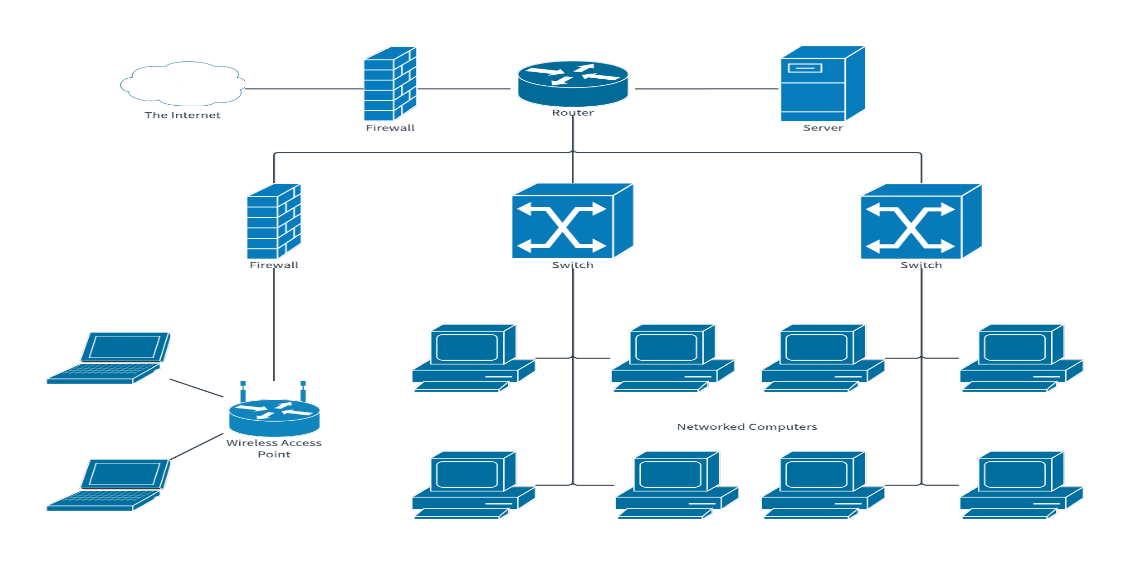 The Internet
Firewall
Router
Server
Firewall
Switch
Switch
Networked Computers
Wireless Access
Point